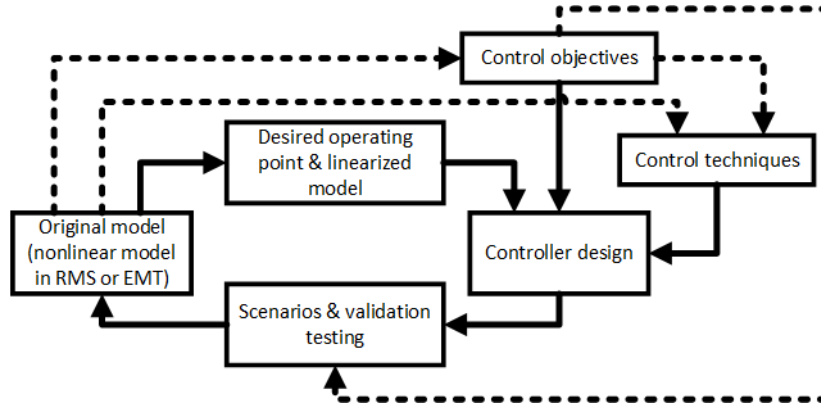 Control objectives
Desired operating
point & linearized
model
Control techniques
Original model
(nonlinear model
in RMS or EMT)
Controller design
Scenarios & validation
testing